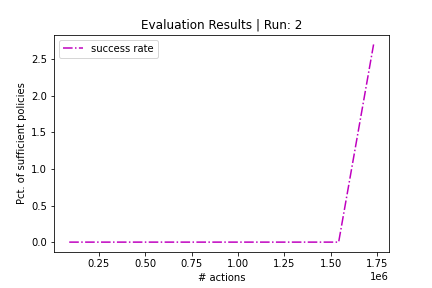 Evaluation Results | Run: 2
success rate
Pct. of sufficient policies
2.5
2.0
1.5
1.0
0.5
0.0
0.25 0.50 0.75 1.00 1.25 1.50 1.75
1e6
# actions